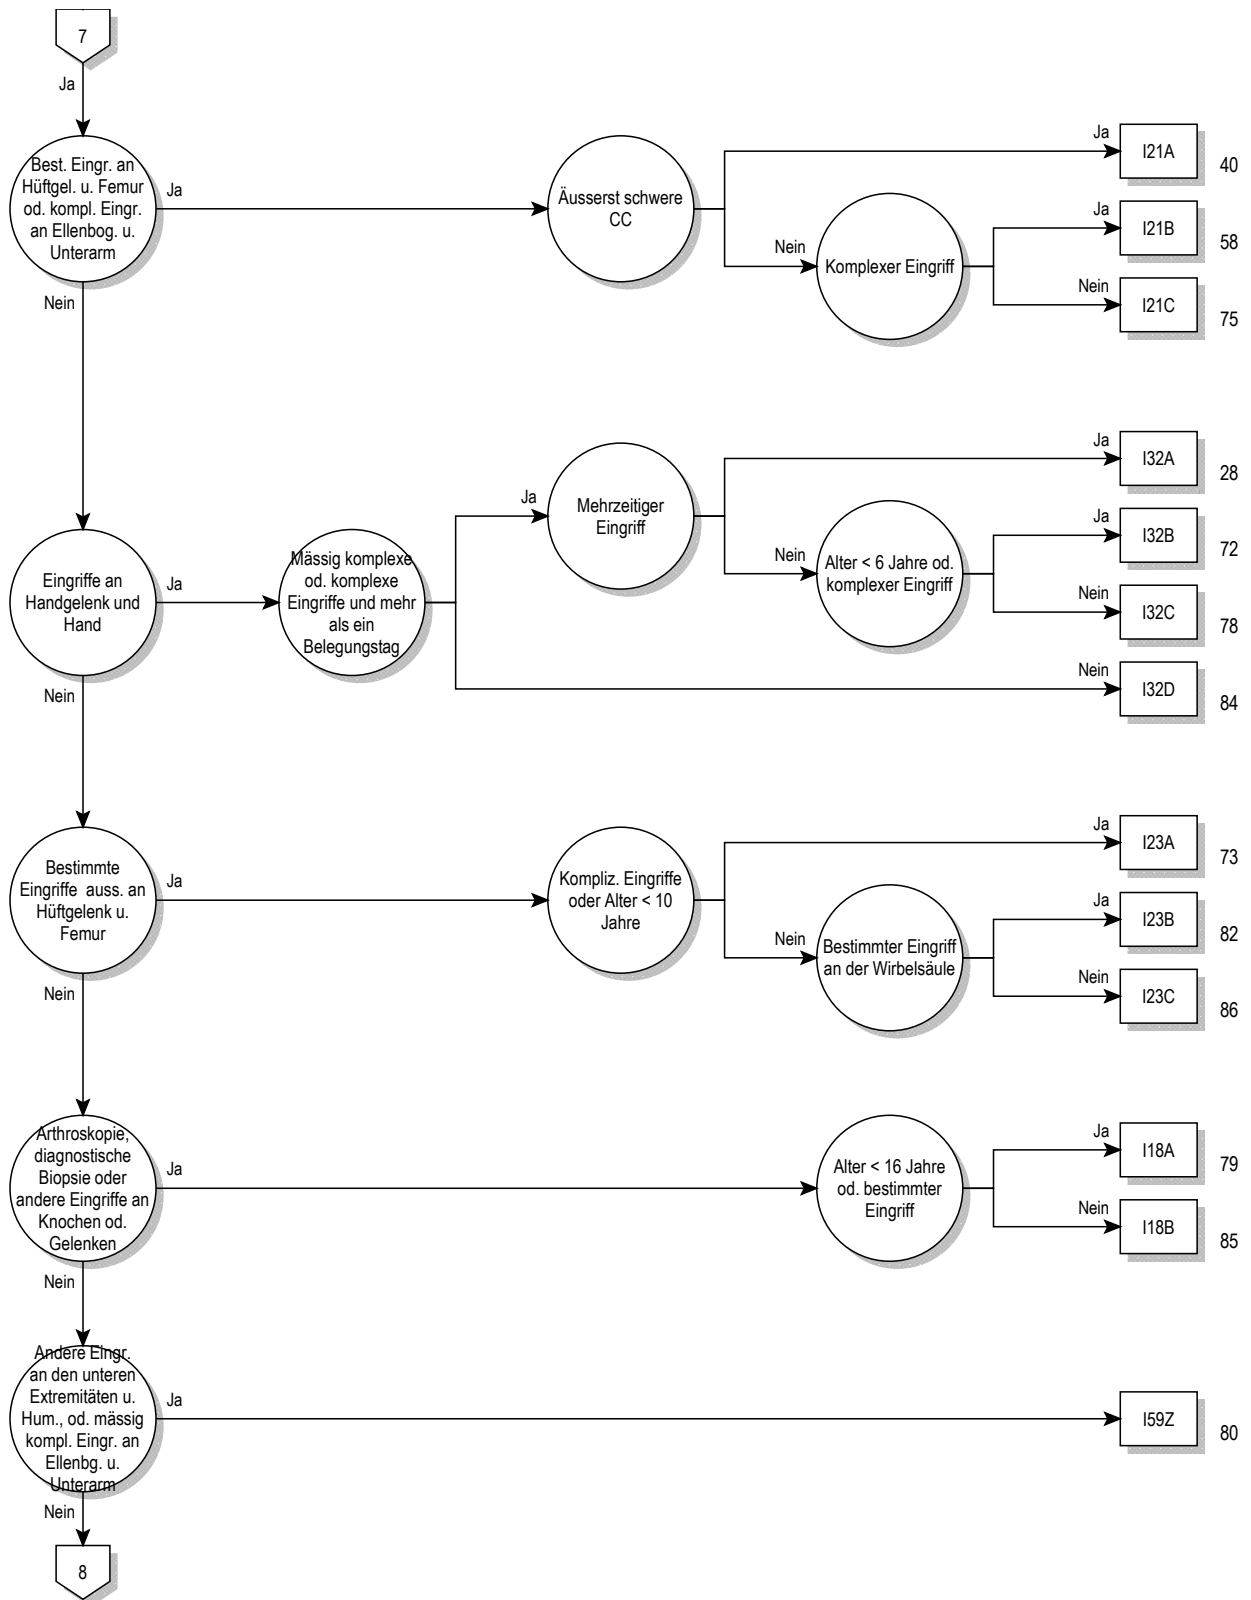 7
Ja
Best. Eingr. an
Hüftgel. u. Femur
od. kompl. Eingr.
an Ellenbog. u.
Unterarm
Ja
Äusserst schwere
CC
Ja
I21A
40
Nein
Komplexer Eingriff
Ja
I21B
58
Nein
I21C
75
Nein
Eingriffe an
Handgelenk und
Hand
Ja
Mässig komplexe
od. komplexe
Eingriffe und mehr
als ein
Belegungstag
Ja
Mehrzeitiger
Eingriff
Ja
I32A
28
Nein
Alter < 6 Jahre od.
komplexer Eingriff
Ja
I32B
72
Nein
I32C
78
Nein
I32D
84
Nein
Bestimmte
Eingriffe auss. an
Hüftgelenk u.
Femur
Ja
Kompliz. Eingriffe
oder Alter < 10
Jahre
Ja
I23A
73
Nein
Bestimmter Eingriff
an der Wirbelsäule
Ja
I23B
82
Nein
I23C
86
Nein
Arthroskopie,
diagnostische
Biopsie oder
andere Eingriffe an
Knochen od.
Gelenken
Ja
Alter < 16 Jahre
od. bestimmter
Eingriff
Ja
I18A
79
Nein
I18B
85
Nein
Andere Eingr.
an den unteren
Extremitäten u.
Hum., od. mässig
kompl. Eingr. an
Ellenbg. u.
Unterarm
Ja
I59Z
80
Nein
8